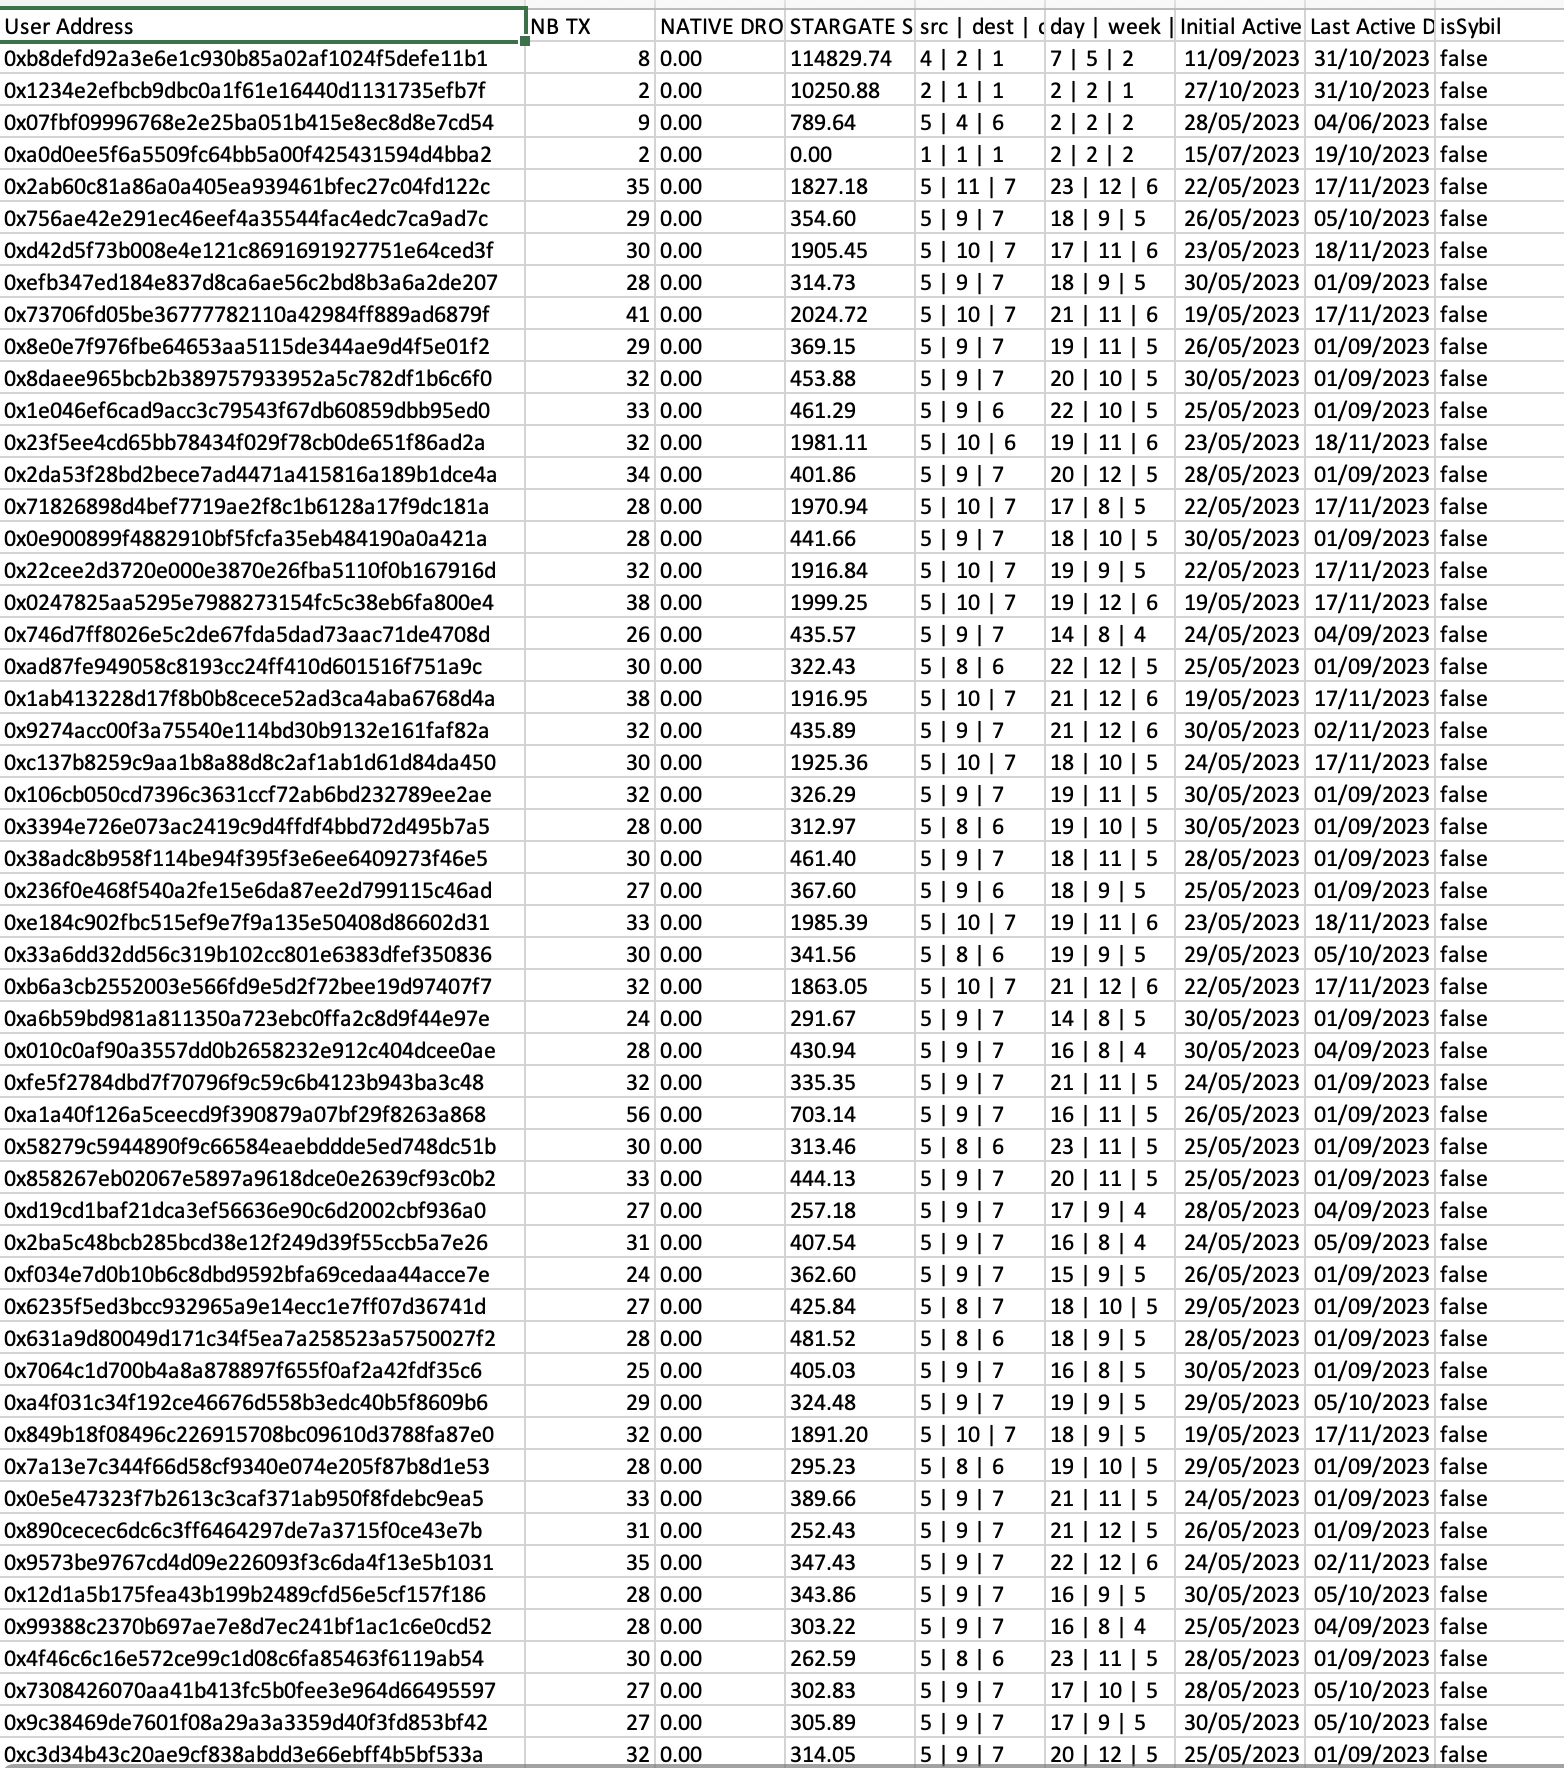 User Address NB TX NATIVE DRO STARGATE S src | dest | c day | week | Initial Active Last Active D isSybil
0xb8defd92a3e6e1c930b85a02af1024f5defe11b1 8 0.00 114829.74 4 | 2 | 1 7 | 5 | 2 11/09/2023 31/10/2023 false
0x1234e2efbcb9dbc0a1f61e16440d1131735efb7f 2 0.00 10250.88 2 | 1 | 1 2 | 2 | 1 27/10/2023 31/10/2023 false
0x07fbf09996768e2e25ba051b415e8ec8d8e7cd54 9 0.00 789.64 5 | 4 | 6 2 | 2 | 2 28/05/2023 04/06/2023 false
0xa0d0ee5f6a5509fc64bb5a00f425431594d4bba2 2 0.00 0.00 1 | 1 | 1 2 | 2 | 2 15/07/2023 19/10/2023 false
0x2ab60c81a86a0a405ea939461bfec27c04fd122c 35 0.00 1827.18 5 | 11 | 7 23 | 12 | 6 22/05/2023 17/11/2023 false
0x756ae42e291ec46eef4a35544fac4edc7ca9ad7c 29 0.00 354.60 5 | 9 | 7 18 | 9 | 5 26/05/2023 05/10/2023 false
0xd42d5f73b008e4e121c8691691927751e64ced3f 30 0.00 1905.45 5 | 10 | 7 17 | 11 | 6 23/05/2023 18/11/2023 false
0xefb347ed184e837d8ca6ae56c2bd8b3a6a2de207 28 0.00 314.73 5 | 9 | 7 18 | 9 | 5 30/05/2023 01/09/2023 false
0x73706fd05be36777782110a42984ff889ad6879f 41 0.00 2024.72 5 | 10 | 7 21 | 11 | 6 19/05/2023 17/11/2023 false
0x8e0e7f976fbe64653aa5115de344ae9d4f5e01f2 29 0.00 369.15 5 | 9 | 7 19 | 11 | 5 26/05/2023 01/09/2023 false
0x8daee965bcb2b389757933952a5c782df1b6c6f0 32 0.00 453.88 5 | 9 | 7 20 | 10 | 5 30/05/2023 01/09/2023 false
0x1e046ef6cad9acc3c79543f67db60859dbb95ed0 33 0.00 461.29 5 | 9 | 6 22 | 10 | 5 25/05/2023 01/09/2023 false
0x23f5ee4cd65bb78434f029f78cb0de651f86ad2a 32 0.00 1981.11 5 | 10 | 6 19 | 11 | 6 23/05/2023 18/11/2023 false
0x2da53f28bd2bece7ad4471a415816a189b1dce4a 34 0.00 401.86 5 | 9 | 7 20 | 12 | 5 28/05/2023 01/09/2023 false
0x71826898d4bef7719ae2f8c1b6128a17f9dc181a 28 0.00 1970.94 5 | 10 | 7 17 | 8 | 5 22/05/2023 17/11/2023 false
0x0e900899f4882910bf5fcfa35eb484190a0a421a 28 0.00 441.66 5 | 9 | 7 18 | 10 | 5 30/05/2023 01/09/2023 false
0x22cee2d3720e000e3870e26fba5110f0b167916d 32 0.00 1916.84 5 | 10 | 7 19 | 9 | 5 22/05/2023 17/11/2023 false
0x0247825aa5295e7988273154fc5c38eb6fa800e4 38 0.00 1999.25 5 | 10 | 7 19 | 12 | 6 19/05/2023 17/11/2023 false
0x746d7ff8026e5c2de67fda5dad73aac71de4708d 26 0.00 435.57 5 | 9 | 7 14 | 8 | 4 24/05/2023 04/09/2023 false
0xad87fe949058c8193cc24ff410d601516f751a9c 30 0.00 322.43 5 | 8 | 6 22 | 12 | 5 25/05/2023 01/09/2023 false
0x1ab413228d17f8b0b8cece52ad3ca4aba6768d4a 38 0.00 1916.95 5 | 10 | 7 21 | 12 | 6 19/05/2023 17/11/2023 false
0x9274acc00f3a75540e114bd30b9132e161faf82a 32 0.00 435.89 5 | 9 | 7 21 | 12 | 6 30/05/2023 02/11/2023 false
0xc137b8259c9aa1b8a88d8c2af1ab1d61d84da450 30 0.00 1925.36 5 | 10 | 7 18 | 10 | 5 24/05/2023 17/11/2023 false
0x106cb050cd7396c3631ccf72ab6bd232789ee2ae 32 0.00 326.29 5 | 9 | 7 19 | 11 | 5 30/05/2023 01/09/2023 false
0x3394e726e073ac2419c9d4ffdf4bbd72d495b7a5 28 0.00 312.97 5 | 8 | 6 19 | 10 | 5 30/05/2023 01/09/2023 false
0x38adc8b958f114be94f395f3e6ee6409273f46e5 30 0.00 461.40 5 | 9 | 7 18 | 11 | 5 28/05/2023 01/09/2023 false
0x236f0e468f540a2fe15e6da87ee2d799115c46ad 27 0.00 367.60 5 | 9 | 6 18 | 9 | 5 25/05/2023 01/09/2023 false
0xe184c902fbc515ef9e7f9a135e50408d86602d31 33 0.00 1985.39 5 | 10 | 7 19 | 11 | 6 23/05/2023 18/11/2023 false
0x33a6dd32dd56c319b102cc801e6383dfef350836 30 0.00 341.56 5 | 8 | 6 19 | 9 | 5 29/05/2023 05/10/2023 false
0xb6a3cb2552003e566fd9e5d2f72bee19d97407f7 32 0.00 1863.05 5 | 10 | 7 21 | 12 | 6 22/05/2023 17/11/2023 false
0xa6b59bd981a811350a723ebc0ffa2c8d9f44e97e 24 0.00 291.67 5 | 9 | 7 14 | 8 | 5 30/05/2023 01/09/2023 false
0x010c0af90a3557dd0b2658232e912c404dcee0ae 28 0.00 430.94 5 | 9 | 7 16 | 8 | 4 30/05/2023 04/09/2023 false
0xfe5f2784dbd7f70796f9c59c6b4123b943ba3c48 32 0.00 335.35 5 | 9 | 7 21 | 11 | 5 24/05/2023 01/09/2023 false
0xa1a40f126a5ceecd9f390879a07bf29f8263a868 56 0.00 703.14 5 | 9 | 7 16 | 11 | 5 26/05/2023 01/09/2023 false
0x58279c5944890f9c66584eaebddde5ed748dc51b 30 0.00 313.46 5 | 8 | 6 23 | 11 | 5 25/05/2023 01/09/2023 false
0x858267eb02067e5897a9618dce0e2639cf93c0b2 33 0.00 444.13 5 | 9 | 7 20 | 11 | 5 25/05/2023 01/09/2023 false
0xd19cd1baf21dca3ef56636e90c6d2002cbf936a0 27 0.00 257.18 5 | 9 | 7 17 | 9 | 4 28/05/2023 04/09/2023 false
0x2ba5c48bcb285bcd38e12f249d39f55ccb5a7e26 31 0.00 407.54 5 | 9 | 7 16 | 8 | 4 24/05/2023 05/09/2023 false
0xf034e7d0b10b6c8dbd9592bfa69cedaa44acce7e 24 0.00 362.60 5 | 9 | 7 15 | 9 | 5 26/05/2023 01/09/2023 false
0x6235f5ed3bcc932965a9e14ecc1e7ff07d36741d 27 0.00 425.84 5 | 8 | 7 18 | 10 | 5 29/05/2023 01/09/2023 false
0x631a9d80049d171c34f5ea7a258523a5750027f2 28 0.00 481.52 5 | 8 | 6 18 | 9 | 5 28/05/2023 01/09/2023 false
0x7064c1d700b4a8a878897f655f0af2a42fdf35c6 25 0.00 405.03 5 | 9 | 7 16 | 8 | 5 30/05/2023 01/09/2023 false
0xa4f031c34f192ce46676d558b3edc40b5f8609b6 29 0.00 324.48 5 | 9 | 7 19 | 9 | 5 29/05/2023 05/10/2023 false
0x849b18f08496c226915708bc09610d3788fa87e0 32 0.00 1891.20 5 | 10 | 7 18 | 9 | 5 19/05/2023 17/11/2023 false
0x7a13e7c344f66d58cf9340e074e205f87b8d1e53 28 0.00 295.23 5 | 8 | 6 19 | 10 | 5 29/05/2023 01/09/2023 false
0x0e5e47323f7b2613c3caf371ab950f8fdebc9ea5 33 0.00 389.66 5 | 9 | 7 21 | 11 | 5 24/05/2023 01/09/2023 false
0x890cecec6dc6c3ff6464297de7a3715f0ce43e7b 31 0.00 252.43 5 | 9 | 7 21 | 12 | 5 26/05/2023 01/09/2023 false
0x9573be9767cd4d09e226093f3c6da4f13e5b1031 35 0.00 347.43 5 | 9 | 7 22 | 12 | 6 24/05/2023 02/11/2023 false
0x12d1a5b175fea43b199b2489cfd56e5cf157f186 28 0.00 343.86 5 | 9 | 7 16 | 9 | 5 30/05/2023 05/10/2023 false
0x99388c2370b697ae7e8d7ec241bf1ac1c6e0cd52 28 0.00 303.22 5 | 9 | 7 16 | 8 | 4 25/05/2023 04/09/2023 false
0x4f46c6c16e572ce99c1d08c6fa85463f6119ab54 30 0.00 262.59 5 | 8 | 6 23 | 11 | 5 28/05/2023 01/09/2023 false
0x7308426070aa41b413fc5b0fee3e964d66495597 27 0.00 302.83 5 | 9 | 7 17 | 10 | 5 28/05/2023 05/10/2023 false
0x9c38469de7601f08a29a3a3359d40f3fd853bf42 27 0.00 305.89 5 | 9 | 7 17 | 9 | 5 30/05/2023 05/10/2023 false
0xc3d34b43c20ae9cf838abdd3e66ebff4b5bf533a 32 0.00 314.05 5 | 9 | 7 20 | 12 | 5 25/05/2023 01/09/2023 false